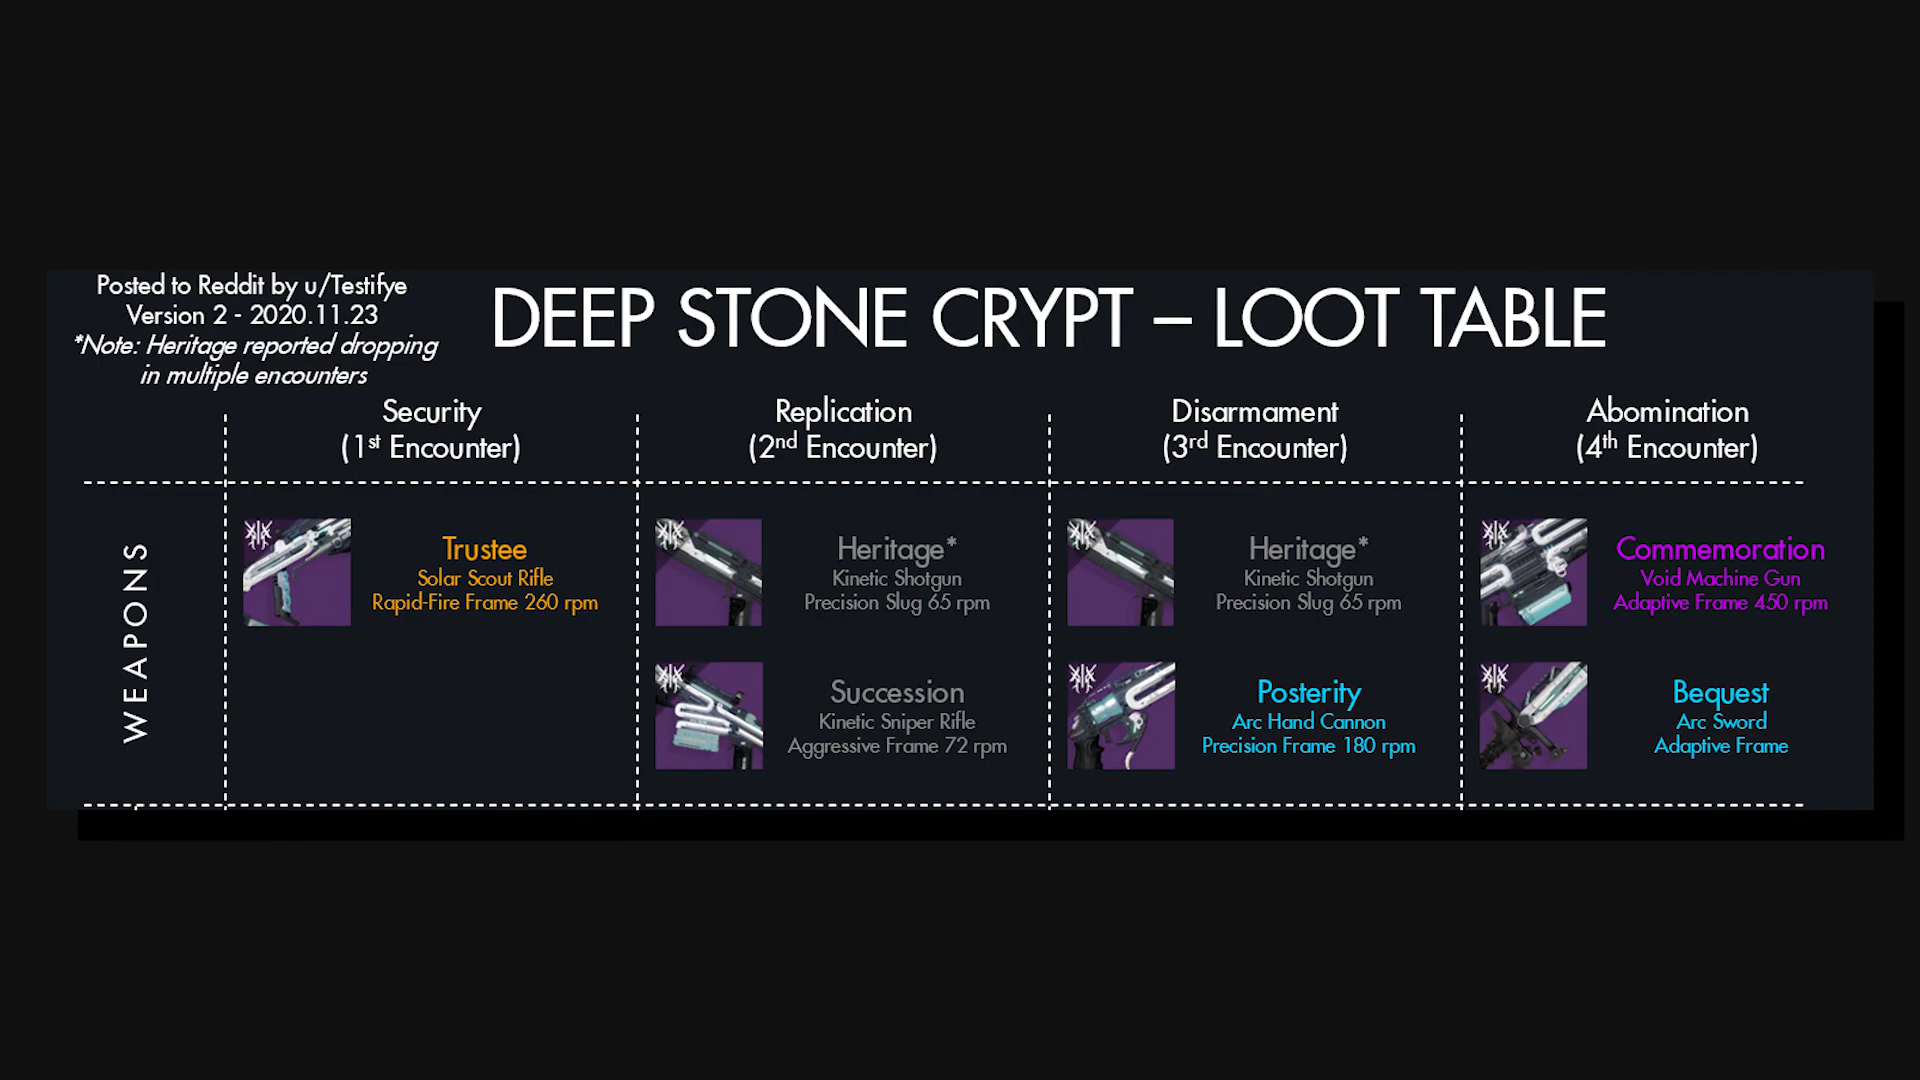 Posted to Reddit by u/Testifye
Version 2 - 2020.11.23
*Note: Heritage reported dropping
in multiple encounters
DEEP STONE CRYPT – LOOT TABLE
Security
(1st Encounter)
Replication
(2nd Encounter)
Disarmament
(3rd Encounter)
Abomination
(4th Encounter)
WEAPONS
Trustee
Solar Scout Rifle
Rapid-Fire Frame 260 rpm
Heritage*
Kinetic Shotgun
Precision Slug 65 rpm
Heritage*
Kinetic Shotgun
Precision Slug 65 rpm
Commemoration
Void Machine Gun
Adaptive Frame 450 rpm
Succession
Kinetic Sniper Rifle
Aggressive Frame 72 rpm
Posterity
Arc Hand Cannon
Precision Frame 180 rpm
Bequest
Arc Sword
Adaptive Frame